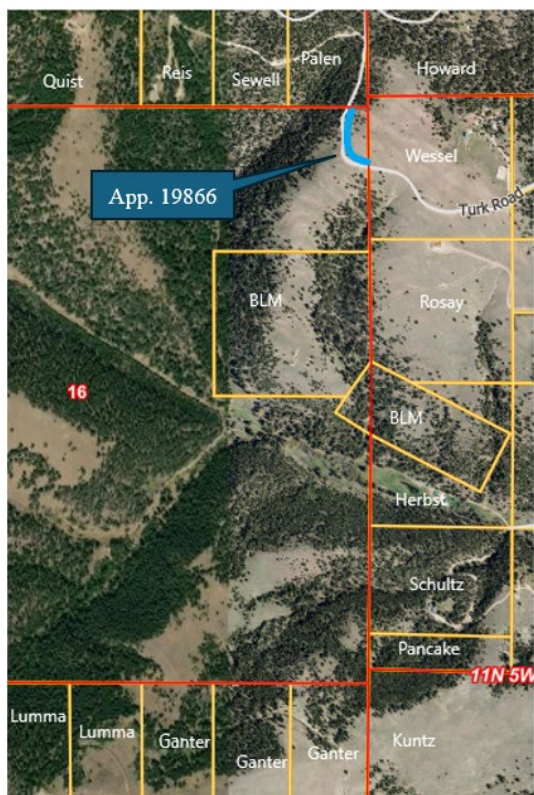 Palen
Howard
Quist
Reis
Sewell
Wessel
App. 19866
Turk Road
BLM
Rosay
16
BLM
Herbst
Schultz
Pancake
11N 5W
Lumma
Lumma
Ganter
Ganter
Ganter
Kuntz